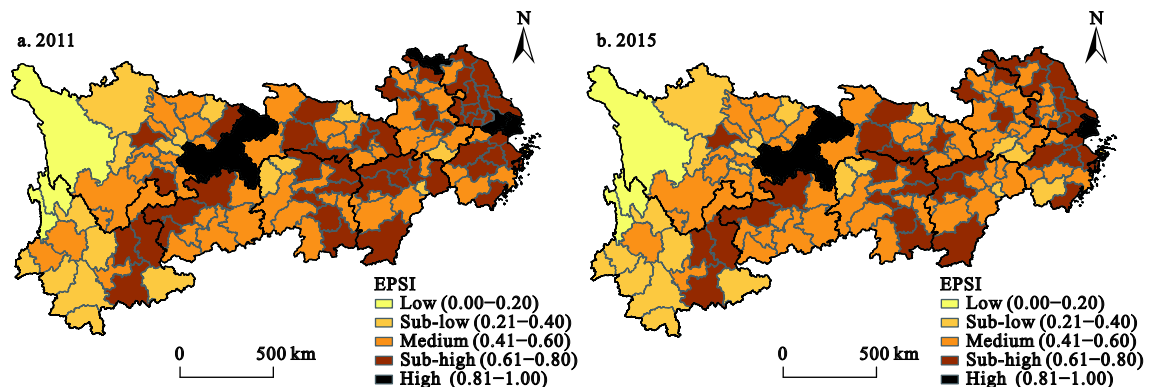 a. 2011
N
EPSI
Low (0.00–0.20)
Sub-low (0.21–0.40)
Medium (0.41–0.60)
Sub-high (0.61–0.80)
High (0.81–1.00)
0 500 km
b. 2015
N
EPSI
Low (0.00–0.20)
Sub-low (0.21–0.40)
Medium (0.41–0.60)
Sub-high (0.61–0.80)
High (0.81–1.00)
0 500 km